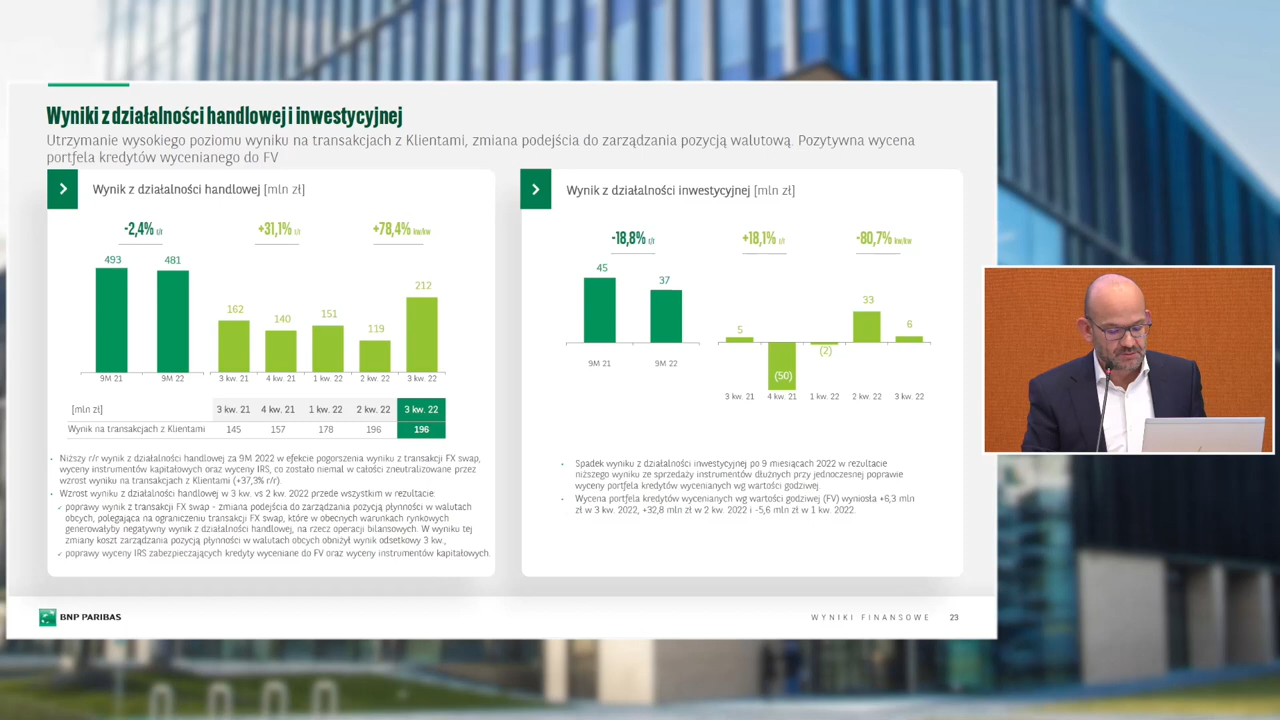 Wyniki z działalności handlowej i inwestycyjnej
Utrzymanie wysokiego poziomu wyniku na transakcjach z Klientami, zmiana podejścia do zarządzania pozycją walutową. Pozytywna wycena
portfela kredytów wycenianego do FV
Wynik z działalności handlowej [mln zł]
-2,4% r/r
+31,1% r/r
+78,4% kw/kw
493
481
162
140
151
119
212
9M 21
9M 22
3 kw. 21
4 kw. 21
1 kw. 22
2 kw. 22
3 kw. 22
[mln zł] 3 kw. 21 4 kw. 21 1 kw. 22 2 kw. 22 3 kw. 22
Wynik na transakcjach z Klientami 145 157 178 196 196
• Niższy r/r wynik z działalności handlowej za 9M 2022 w efekcie pogorszenia wyniku z transakcji FX swap,
wyceny instrumentów kapitałowych oraz wyceny IRS, co zostało niemal w całości zneutralizowane przez
wzrost wyniku na transakcjach z Klientami (+37,3% r/r).
• Wzrost wyniku z działalności handlowej w 3 kw. vs 2 kw. 2022 przede wszystkim w rezultacie:
✓ poprawy wynik z transakcji FX swap - zmiana podejścia do zarządzania pozycją płynności w walutach
obcych, polegająca na ograniczeniu transakcji FX swap, które w obecnych warunkach rynkowych
generowałyby negatywny wynik z działalności handlowej, na rzecz operacji bilansowych. W wyniku tej
zmiany koszt zarządzania pozycją płynności w walutach obcych obniżył wynik odsetkowy 3 kw.,
✓ poprawy wyceny IRS zabezpieczających kredyty wyceniane do FV oraz wyceny instrumentów kapitałowych.
Wynik z działalności inwestycyjnej [mln zł]
-18,8% r/r
+18,1% r/r
-80,7% kw/kw
45
37
5
(50)
(2)
33
6
9M 21
9M 22
3 kw. 21
4 kw. 21
1 kw. 22
2 kw. 22
3 kw. 22
• Spadek wyniku z działalności inwestycyjnej po 9 miesiącach 2022 w rezultacie
niższego wyniku ze sprzedaży instrumentów dłużnych przy jednoczesnej poprawie
wyceny portfela kredytów wycenianych wg wartości godziwej.
• Wycena portfela kredytów wycenianych wg wartości godziwej (FV) wyniosła +6,3 mln
zł w 3 kw. 2022, +32,8 mln zł w 2 kw. 2022 i -5,6 mln zł w 1 kw. 2022.
BNP PARIBAS
WYNIKI FINANSOWE 23